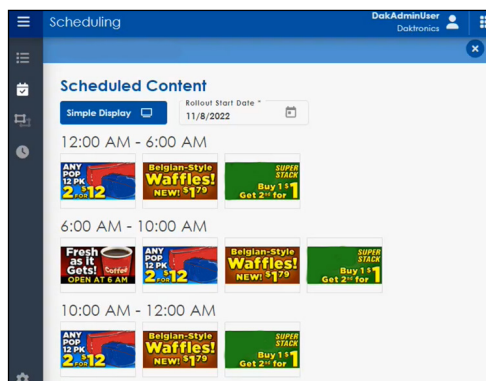 Scheduling
DakAdminUser
Daktronics
Scheduled Content
Simple Display
Rollout Start Date *
11/8/2022
12:00 AM - 6:00 AM
ANY
POP
12 PK
2 FOR $12
Belgian-Style
Waffles!
NEW! $1.79
SUPER
STACK
Buy 1 $1
Get 2nd for
6:00 AM - 10:00 AM
Fresh
as it
Gets!
Coffee
OPEN AT 6 AM
ANY
POP
12 PK
2 FOR $12
Belgian-Style
Waffles!
NEW! $1.79
SUPER
STACK
Buy 1 $1
Get 2nd for
10:00 AM - 12:00 AM
ANY
POP
12 PK
2 FOR $12
Belgian-Style
Waffles!
NEW! $1.79
SUPER
STACK
Buy 1 $1
Get 2nd for